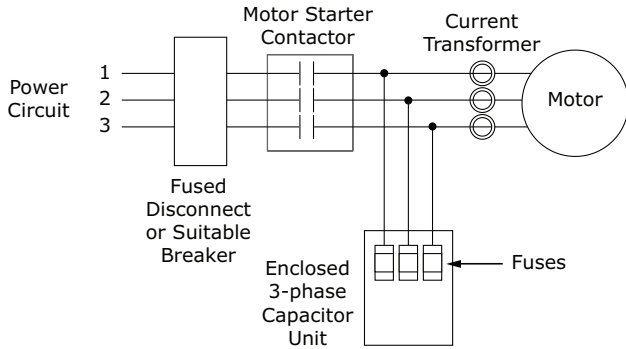 Motor Starter
Contactor
Current
Transformer
Power
Circuit
1
2
3
Motor
Fused
Disconnect
or Suitable
Breaker
Enclosed
3-phase
Capacitor
Unit
Fuses